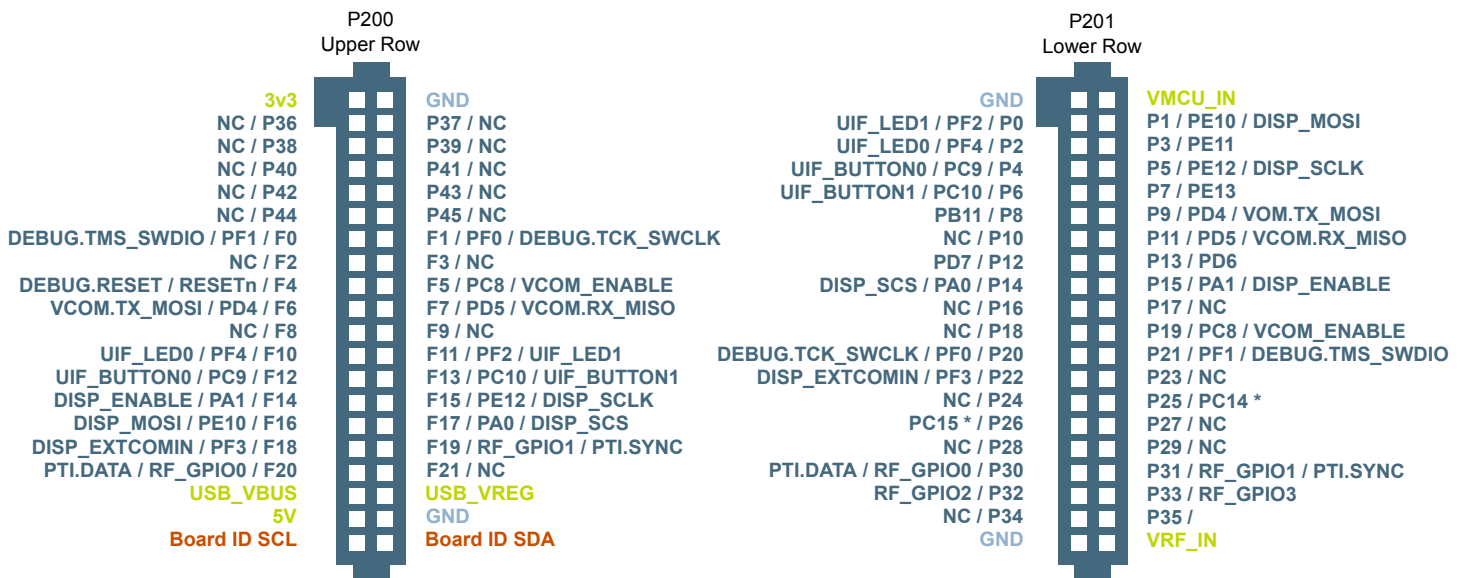 P200
Upper Row
3v3 GND
NC / P36 P37 / NC
NC / P38 P39 / NC
NC / P40 P41 / NC
NC / P42 P43 / NC
NC / P44 P45 / NC
DEBUG.TMS_SWDIO / PF1 / F0 F1 / PF0 / DEBUG.TCK_SWCLK
NC / F2 F3 / NC
DEBUG.RESET / RESETn / F4 F5 / PC8 / VCOM_ENABLE
VCOM.TX_MOSI / PD4 / F6 F7 / PD5 / VCOM.RX_MISO
NC / F8 F9 / NC
UIF_LED0 / PF4 / F10 F11 / PF2 / UIF_LED1
UIF_BUTTON0 / PC9 / F12 F13 / PC10 / UIF_BUTTON1
DISP_ENABLE / PA1 / F14 F15 / PE12 / DISP_SCLK
DISP_MOSI / PE10 / F16 F17 / PA0 / DISP_SCS
DISP_EXTCOMIN / PF3 / F18 F19 / RF_GPIO1 / PTI.SYNC
PTI.DATA / RF_GPIO0 / F20 F21 / NC
USB_VBUS USB_VREG
5V GND
Board ID SCL Board ID SDA
P201
Lower Row
GND VMCU_IN
UIF_LED1 / PF2 / P0 P1 / PE10 / DISP_MOSI
UIF_LED0 / PF4 / P2 P3 / PE11
UIF_BUTTON0 / PC9 / P4 P5 / PE12 / DISP_SCLK
UIF_BUTTON1 / PC10 / P6 P7 / PE13
PB11 / P8 P9 / PD4 / VOM.TX_MOSI
NC / P10 P11 / PD5 / VCOM.RX_MISO
PD7 / P12 P13 / PD6
DISP_SCS / PA0 / P14 P15 / PA1 / DISP_ENABLE
NC / P16 P17 / NC
NC / P18 P19 / PC8 / VCOM_ENABLE
DEBUG.TCK_SWCLK / PF0 / P20 P21 / PF1 / DEBUG.TMS_SWDIO
DISP_EXTCOMIN / PF3 / P22 P23 / NC
NC / P24 P25 / PC14 *
PC15 * / P26 P27 / NC
NC / P28 P29 / NC
PTI.DATA / RF_GPIO0 / P30 P31 / RF_GPIO1 / PTI.SYNC
RF_GPIO2 / P32 P33 / RF_GPIO3
NC / P34 P35 /
GND VRF_IN